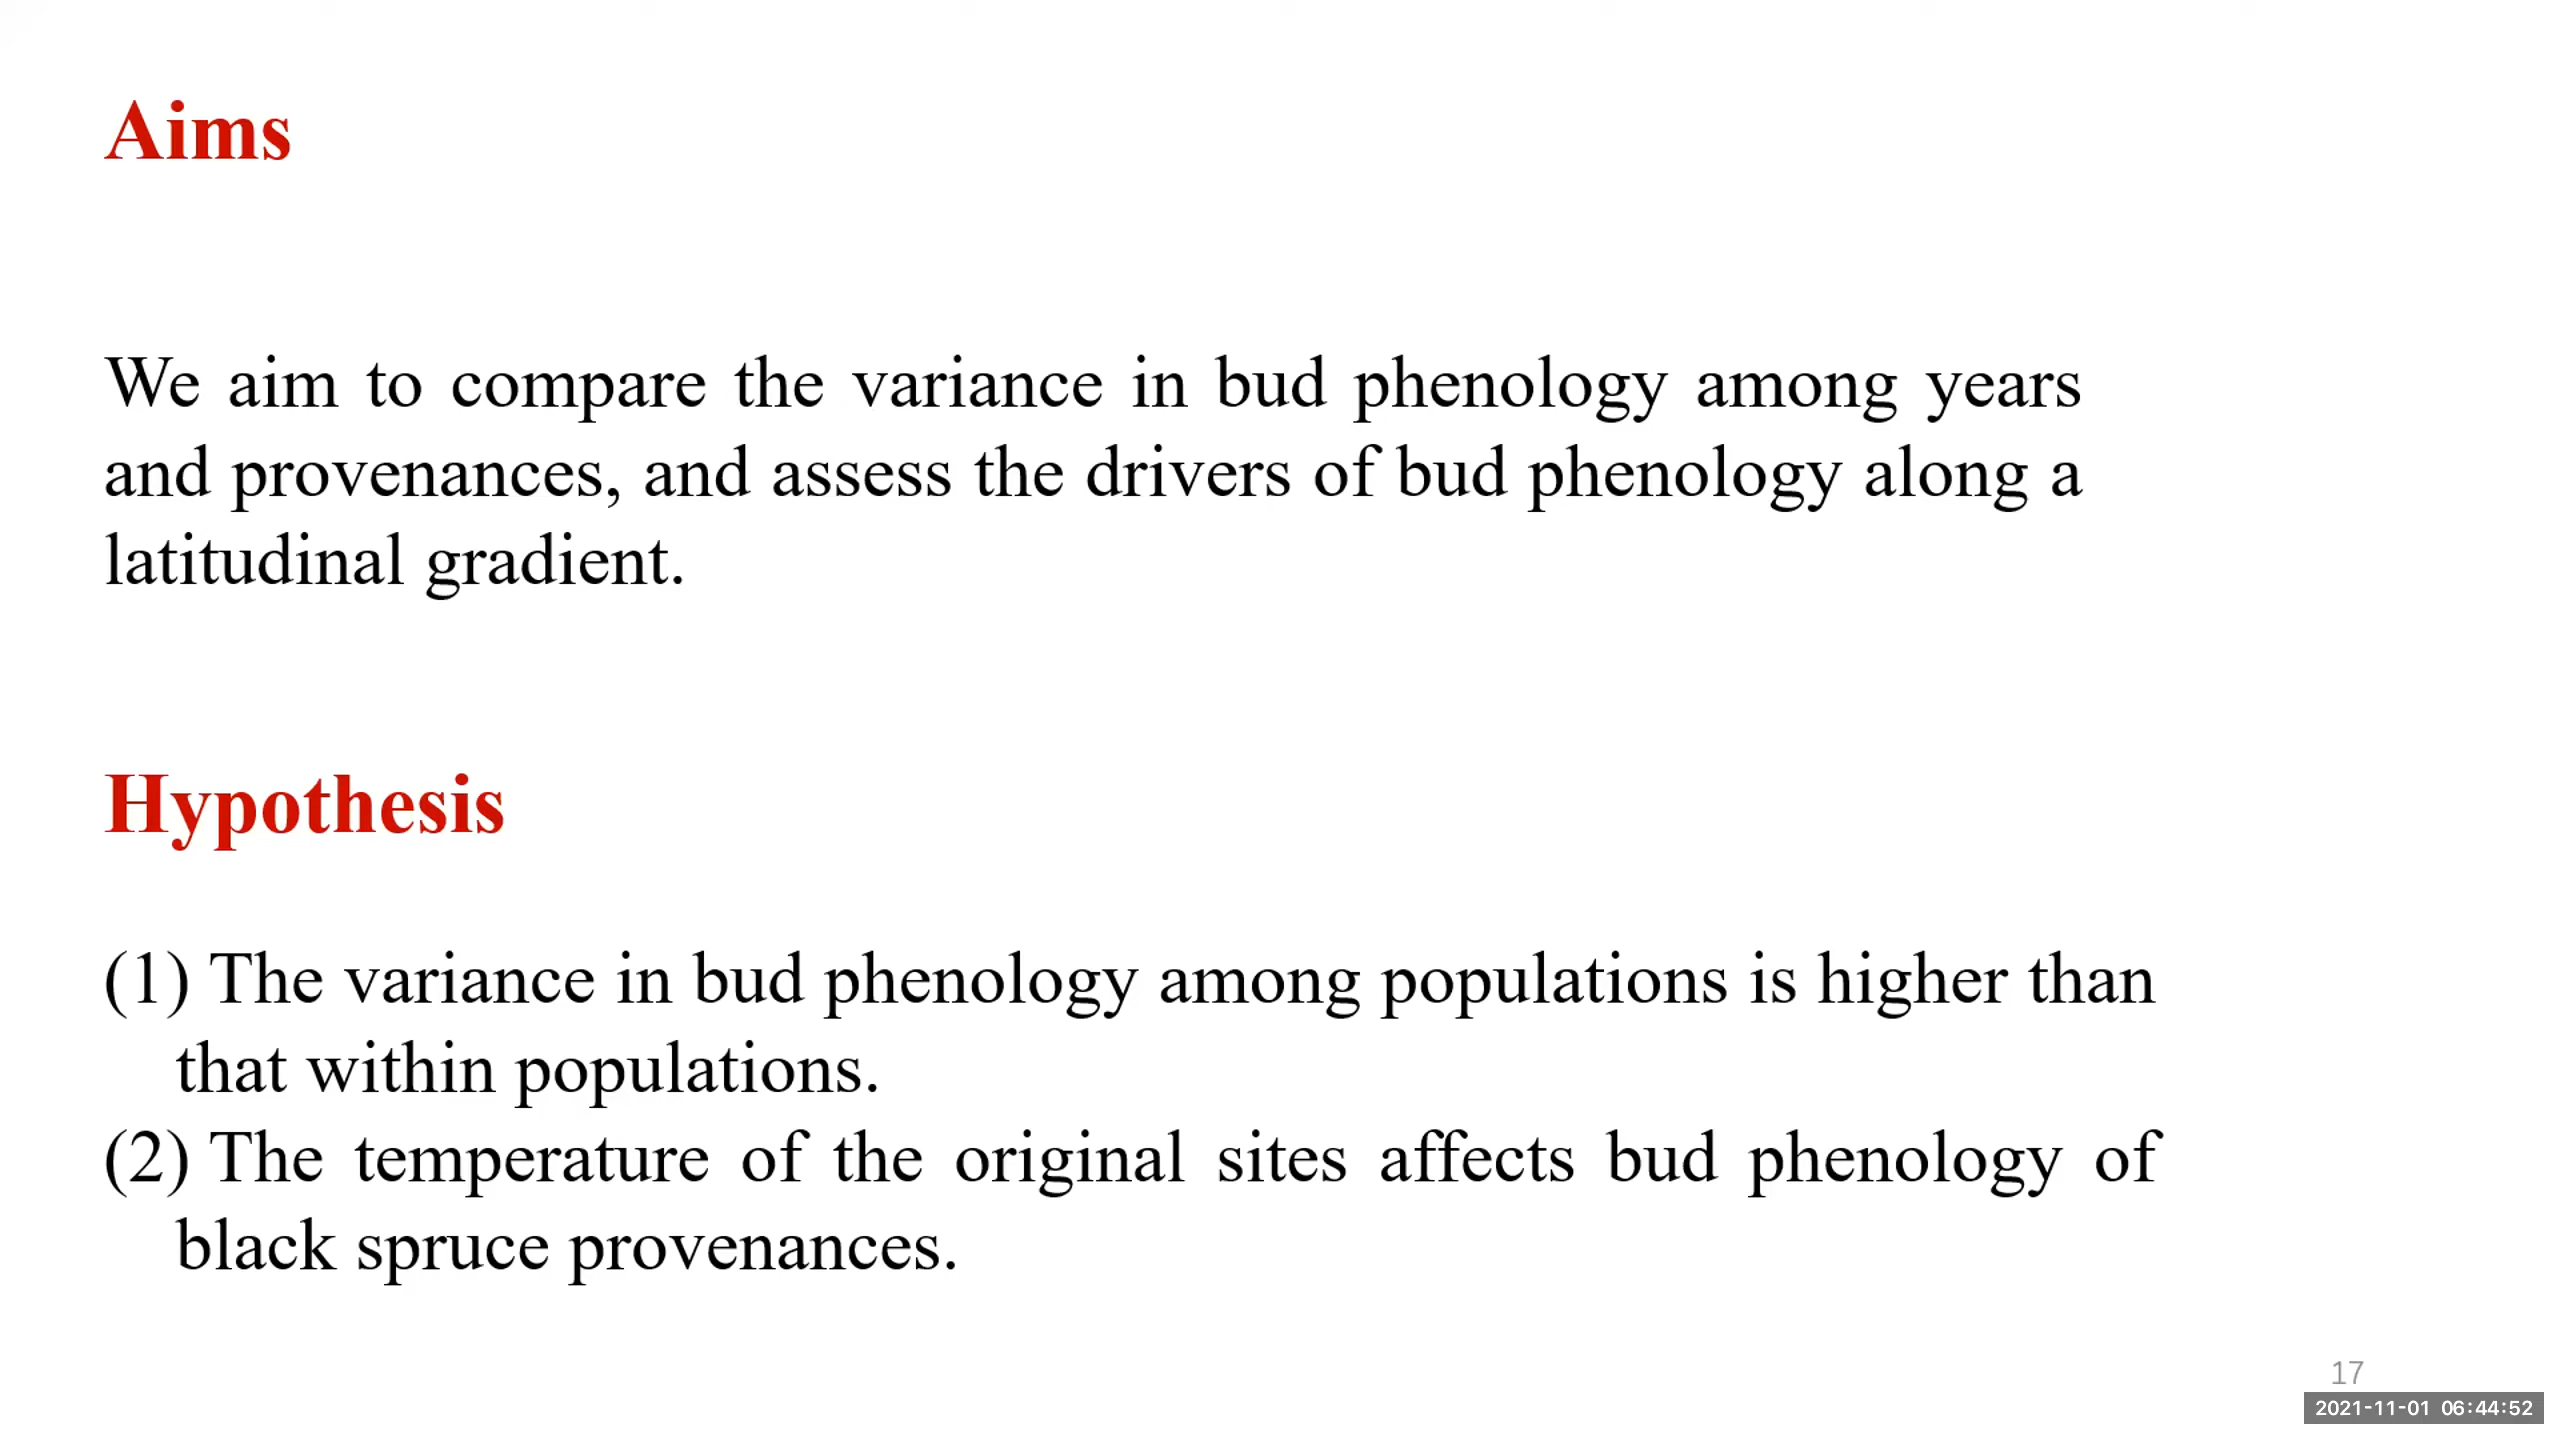 Aims
We aim to compare the variance in bud phenology among years
and provenances, and assess the drivers of bud phenology along a
latitudinal gradient.
Hypothesis
(1) The variance in bud phenology among populations is higher than
that within populations.
(2) The temperature of the original sites affects bud phenology of
black spruce provenances.
17
2021-11-01 06:44:52